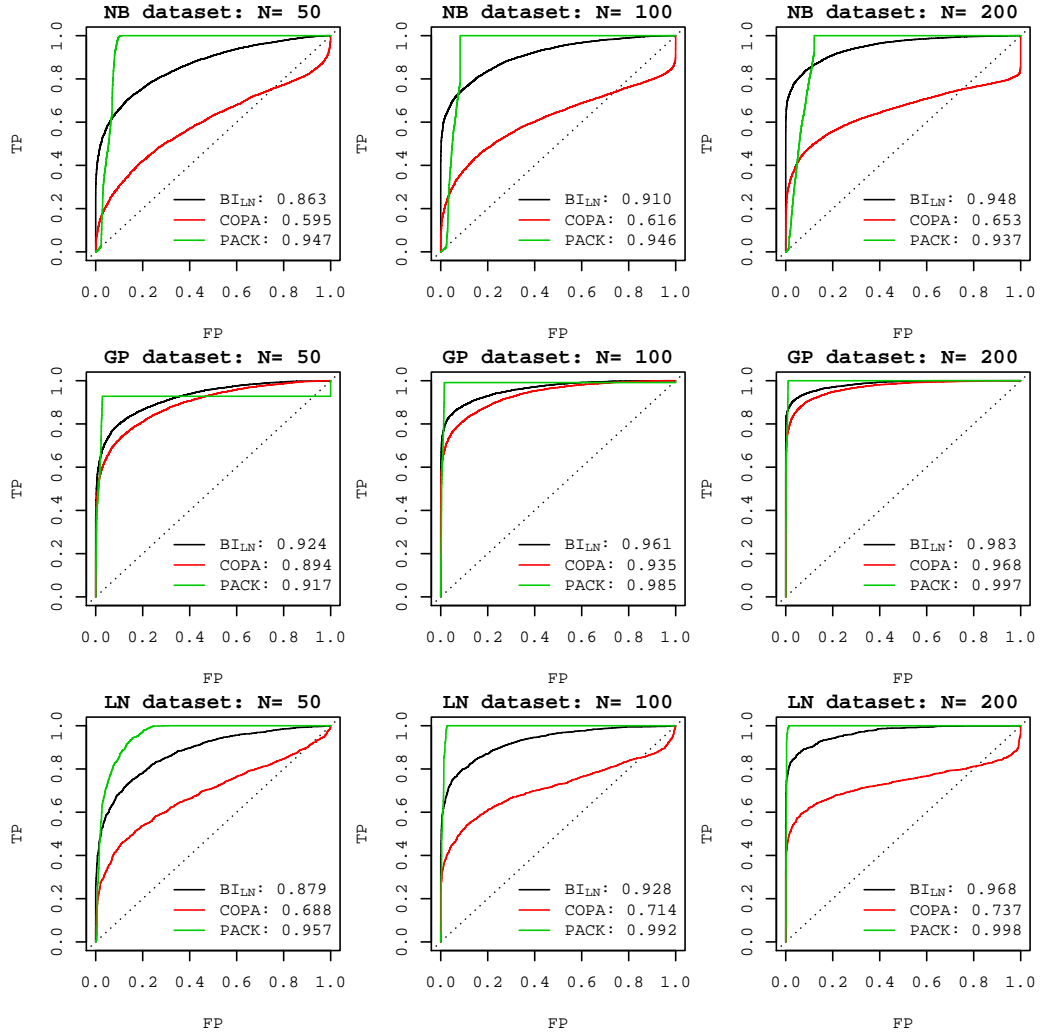 NB dataset: N= 50
TP
0.0 0.2 0.4 0.6 0.8 1.0
BILN: 0.863
COPA: 0.595
PACK: 0.947
0.0 0.2 0.4 0.6 0.8 1.0
FP
NB dataset: N= 100
TP
0.0 0.2 0.4 0.6 0.8 1.0
BILN: 0.910
COPA: 0.616
PACK: 0.946
0.0 0.2 0.4 0.6 0.8 1.0
FP
NB dataset: N= 200
TP
0.0 0.2 0.4 0.6 0.8 1.0
BILN: 0.948
COPA: 0.653
PACK: 0.937
0.0 0.2 0.4 0.6 0.8 1.0
FP
GP dataset: N= 50
TP
0.0 0.2 0.4 0.6 0.8 1.0
BILN: 0.924
COPA: 0.894
PACK: 0.917
0.0 0.2 0.4 0.6 0.8 1.0
FP
GP dataset: N= 100
TP
0.0 0.2 0.4 0.6 0.8 1.0
BILN: 0.961
COPA: 0.935
PACK: 0.985
0.0 0.2 0.4 0.6 0.8 1.0
FP
GP dataset: N= 200
TP
0.0 0.2 0.4 0.6 0.8 1.0
BILN: 0.983
COPA: 0.968
PACK: 0.997
0.0 0.2 0.4 0.6 0.8 1.0
FP
LN dataset: N= 50
TP
0.0 0.2 0.4 0.6 0.8 1.0
BILN: 0.879
COPA: 0.688
PACK: 0.957
0.0 0.2 0.4 0.6 0.8 1.0
FP
LN dataset: N= 100
TP
0.0 0.2 0.4 0.6 0.8 1.0
BILN: 0.928
COPA: 0.714
PACK: 0.992
0.0 0.2 0.4 0.6 0.8 1.0
FP
LN dataset: N= 200
TP
0.0 0.2 0.4 0.6 0.8 1.0
BILN: 0.968
COPA: 0.737
PACK: 0.998
0.0 0.2 0.4 0.6 0.8 1.0
FP